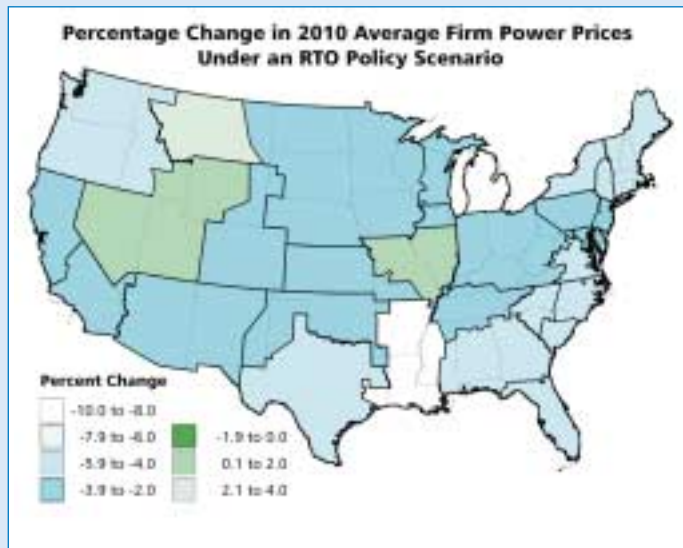 Percentage Change in 2010 Average Firm Power Prices
Under an RTO Policy Scenario
Percent Change
-10.0 to -8.0
-7.9 to -6.0
-5.9 to -4.0
-3.9 to -2.0
-1.9 to 0.0
0.1 to 2.0
2.1 to 4.0